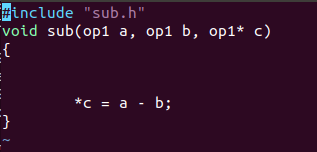 #include "sub.h"
void sub(op1 a, op1 b, op1* c)
{
*c = a - b;
}
~